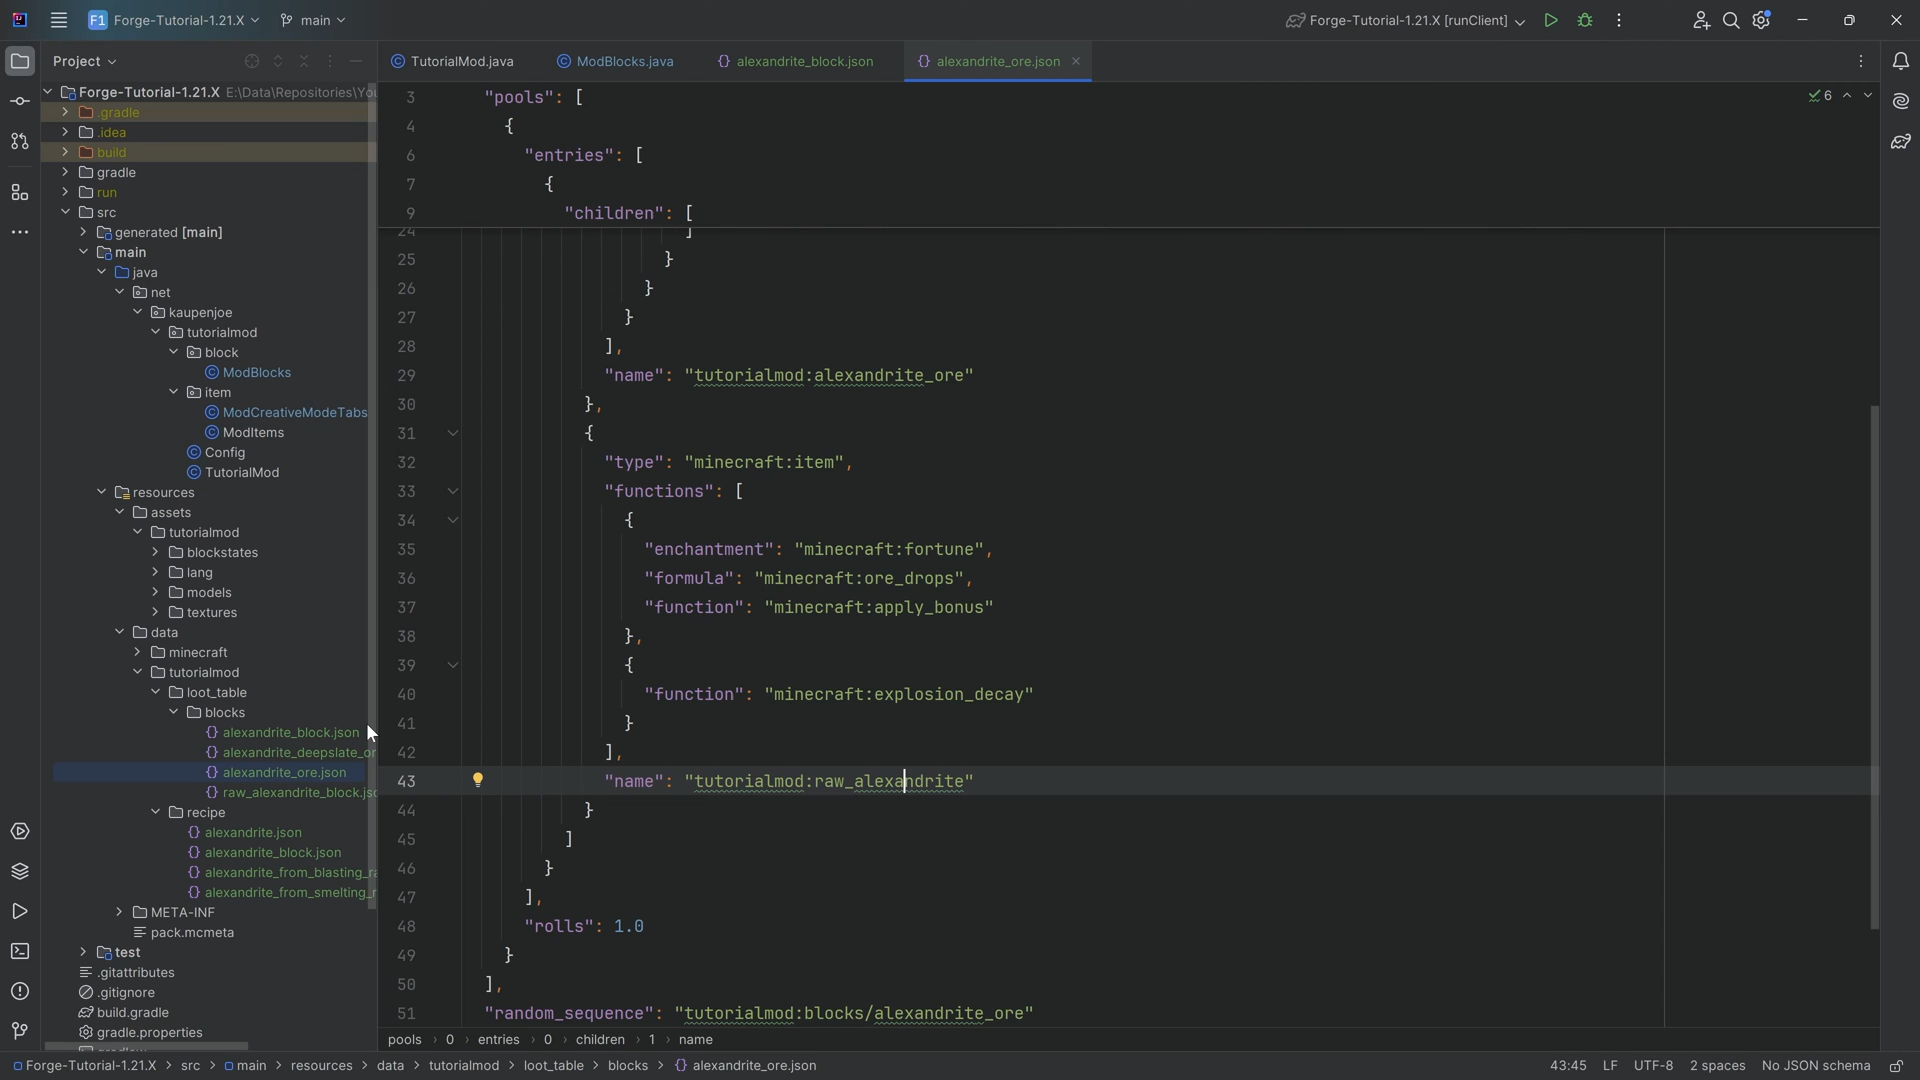 F1 Forge-Tutorial-1.21.X main Forge-Tutorial-1.21.X [runClient]
Project
TutorialMod.java ModBlocks.java {} alexandrite_block.json {} alexandrite_ore.json
Forge-Tutorial-1.21.X E:\Data\Repositories\You
.gradle
.idea
build
gradle
run
src
generated [main]
main
java
net
kaupenjoe
tutorialmod
block
ModBlocks
item
ModCreativeModeTabs
ModItems
Config
TutorialMod
resources
assets
tutorialmod
blockstates
lang
models
textures
data
minecraft
tutorialmod
loot_table
blocks
{} alexandrite_block.json
{} alexandrite_deepslate_or
{} alexandrite_ore.json
{} raw_alexandrite_block.jso
recipe
{} alexandrite.json
{} alexandrite_block.json
{} alexandrite_from_blasting_ra
{} alexandrite_from_smelting_r
META-INF
pack.mcmeta
test
.gitattributes
.gitignore
build.gradle
gradle.properties
6
3 "pools": [
4 {
6 "entries": [
7 {
9 "children": [
24 ]
25 }
26 }
27 }
28 ],
29 "name": "tutorialmod:alexandrite_ore"
30 },
31 {
32 "type": "minecraft:item",
33 "functions": [
34 {
35 "enchantment": "minecraft:fortune",
36 "formula": "minecraft:ore_drops",
37 "function": "minecraft:apply_bonus"
38 },
39 {
40 "function": "minecraft:explosion_decay"
41 }
42 ],
43 "name": "tutorialmod:raw_alexandrite"
44 }
45 ]
46 }
47 ],
48 "rolls": 1.0
49 }
50 ],
51 "random_sequence": "tutorialmod:blocks/alexandrite_ore"
pools › 0 › entries › 0 › children › 1 › name
Forge-Tutorial-1.21.X › src › main › resources › data › tutorialmod › loot_table › blocks › {} alexandrite_ore.json 43:45 LF UTF-8 2 spaces No JSON schema